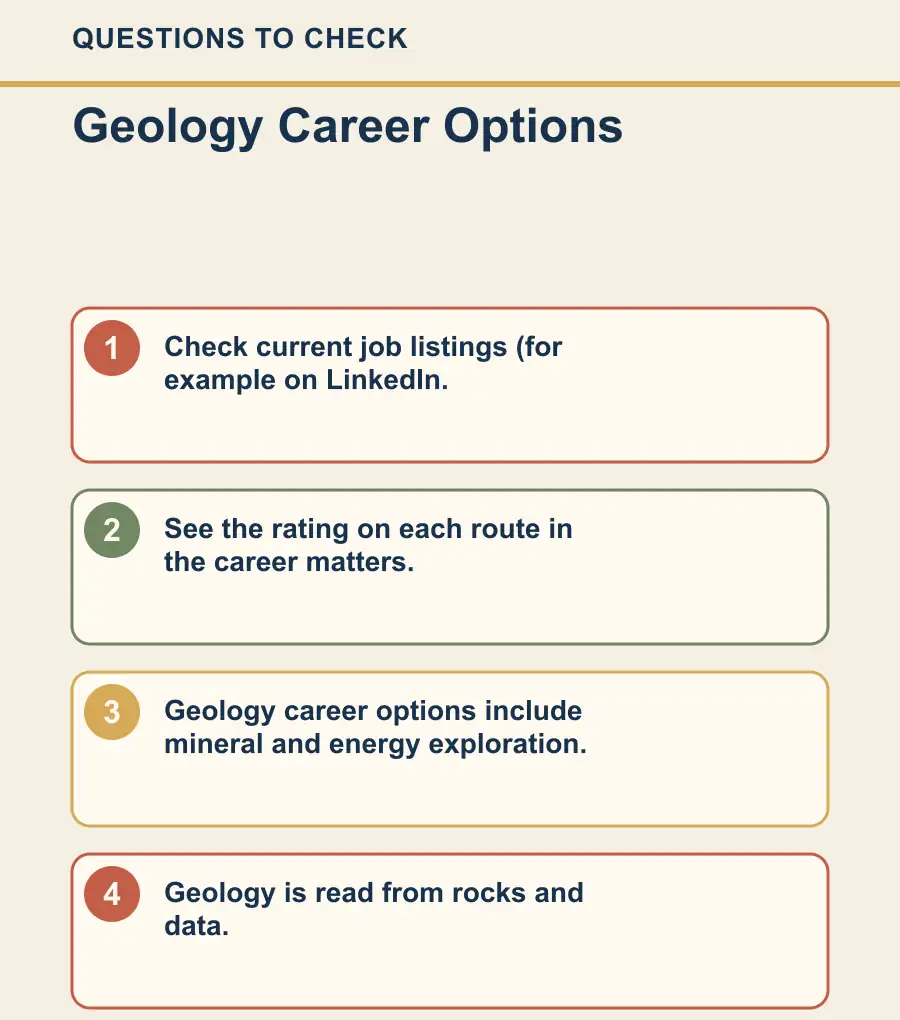 QUESTIONS TO CHECK
Geology Career Options
1
Check current job listings (for
example on LinkedIn.
2
See the rating on each route in
the career matters.
3
Geology career options include
mineral and energy exploration.
4
Geology is read from rocks and
data.